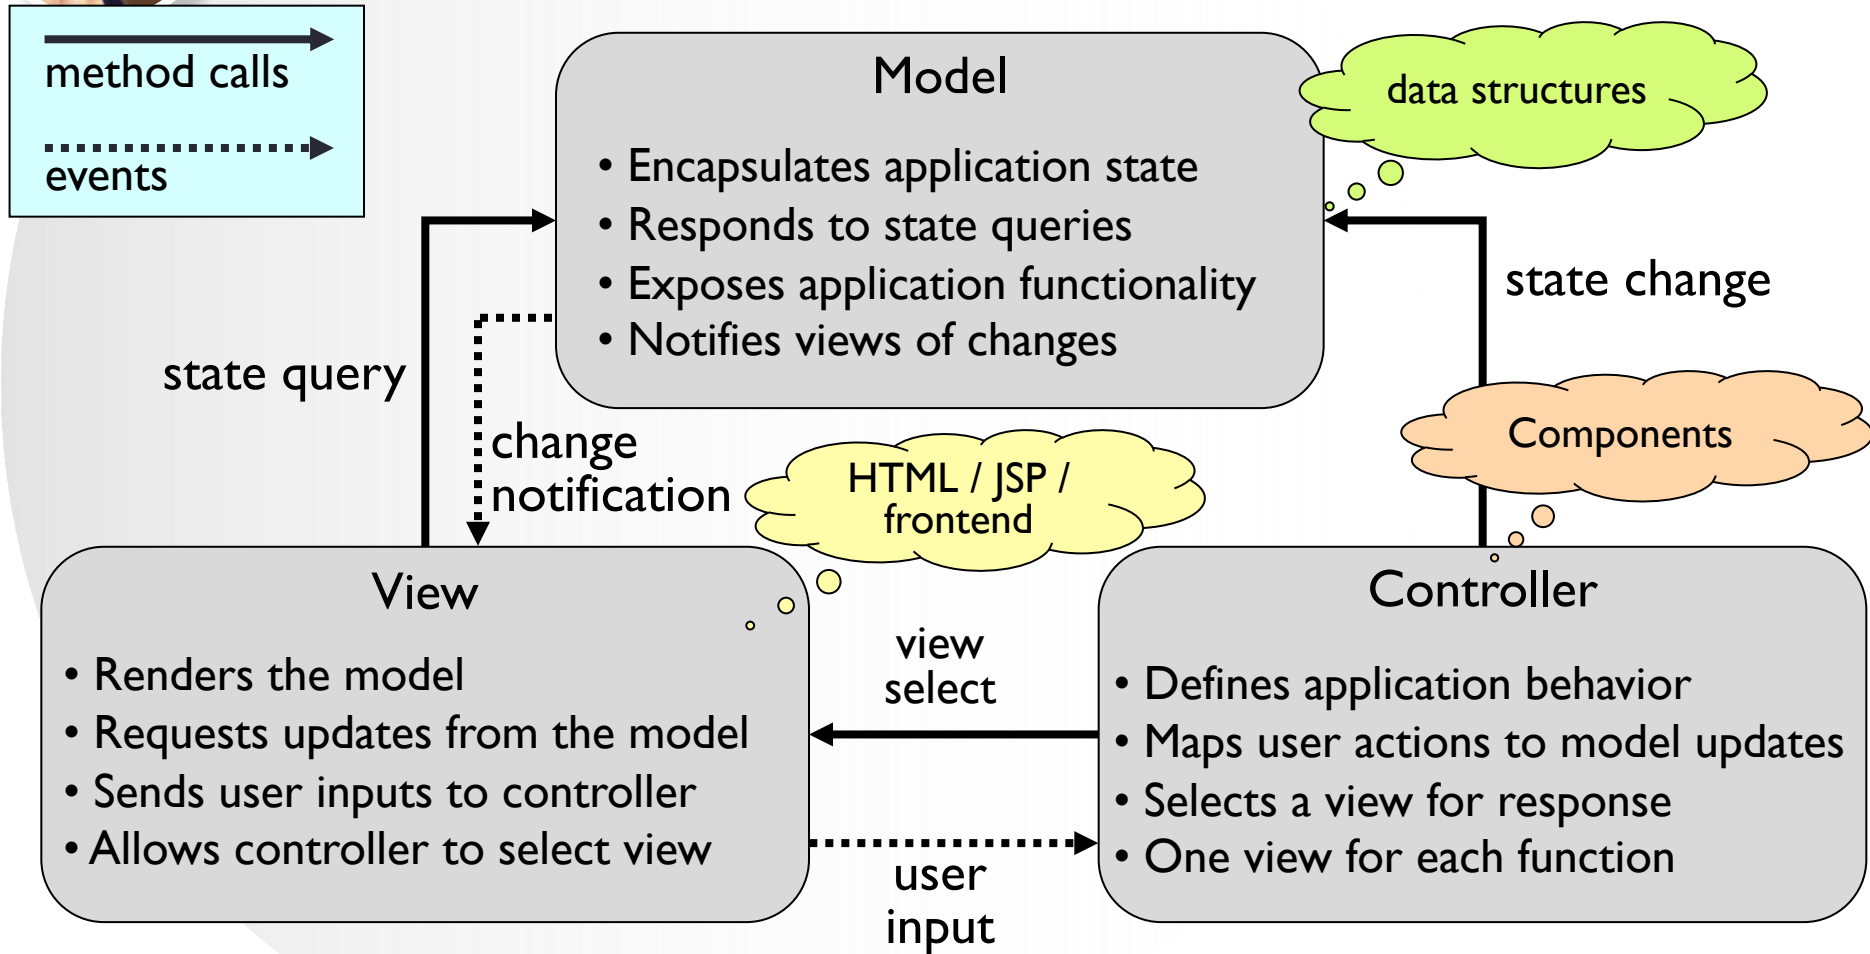 method calls
events
Model
• Encapsulates application state
• Responds to state queries
• Exposes application functionality
• Notifies views of changes
data structures
state change
state query
change
notification
HTML / JSP /
frontend
Components
View
• Renders the model
• Requests updates from the model
• Sends user inputs to controller
• Allows controller to select view
view
select
user
input
Controller
• Defines application behavior
• Maps user actions to model updates
• Selects a view for response
• One view for each function